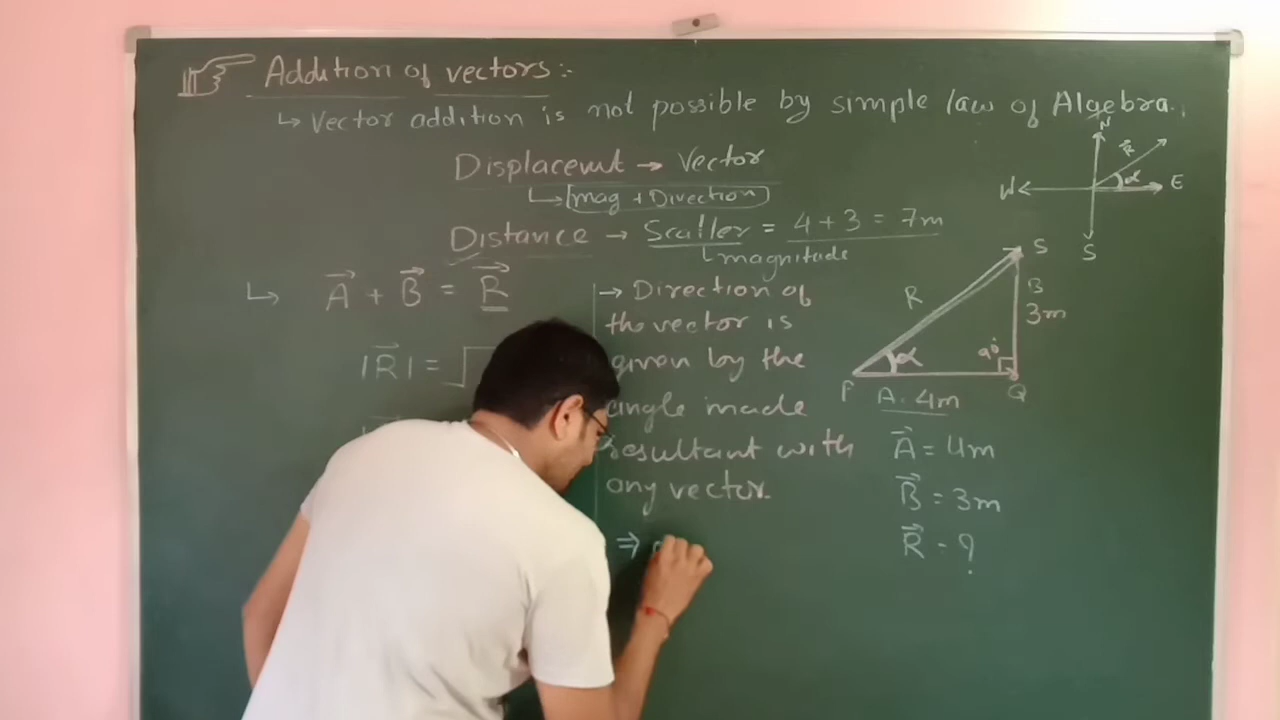 Addition of vectors:-
↳ Vector addition is not possible by simple law of Algebra.
Displacemt → Vector
↳ [mag + Direction]
Distance → Scaller = 4 + 3 = 7m
↳ magnitude
↳ A⃗ + B⃗ = R⃗
|R⃗| = √
→ Direction of
the vector is
given by the
angle made
resultant with
any vector.
⇒
N
R⃗
α
W
E
S
S
R
B
3m
α
90°
P
A. 4m
Q
A⃗ = 4m
B⃗ = 3m
R⃗ = ?